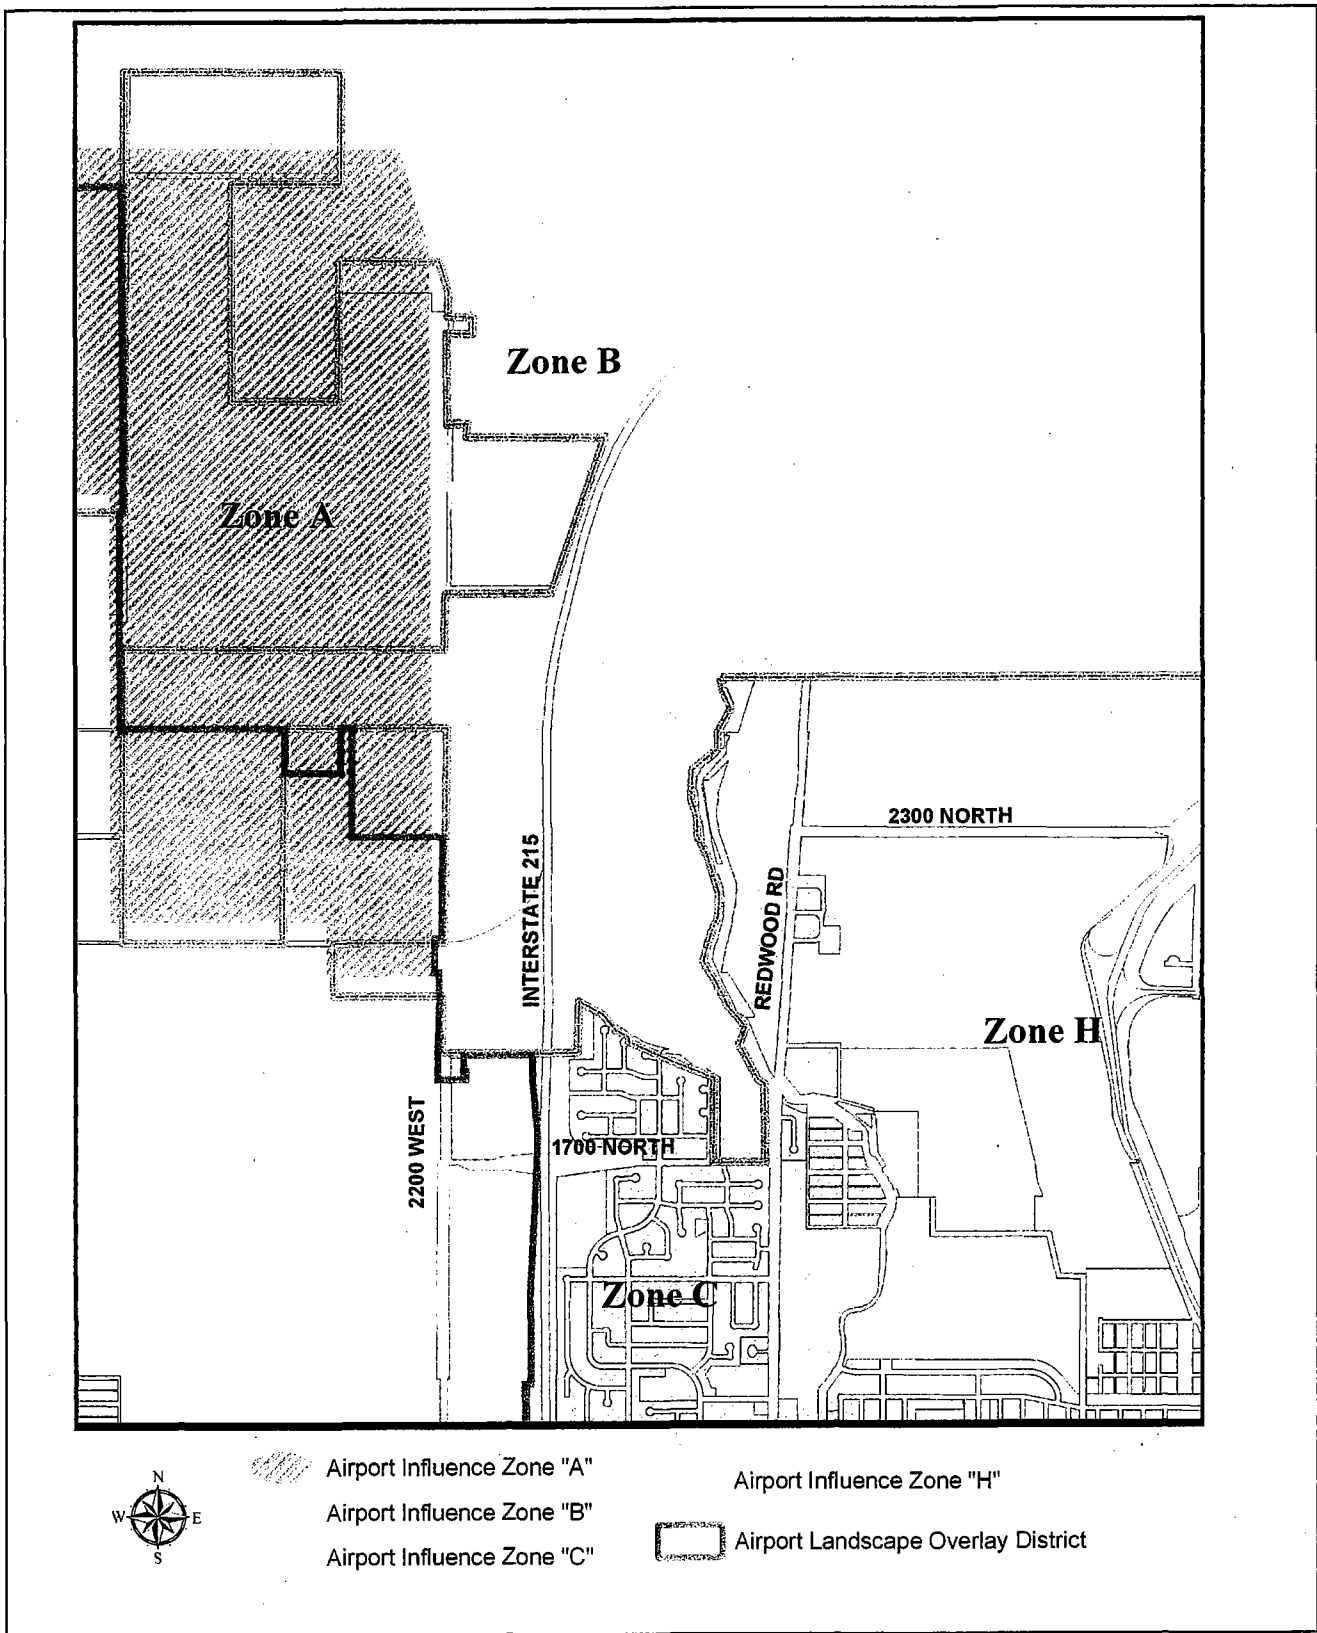 Zone B
Zone A
2300 NORTH
INTERSTATE 215
REDWOOD RD
Zone H
2200 WEST
1700 NORTH
Zone C
N
W E
S
Airport Influence Zone "A"
Airport Influence Zone "B"
Airport Influence Zone "C"
Airport Influence Zone "H"
Airport Landscape Overlay District